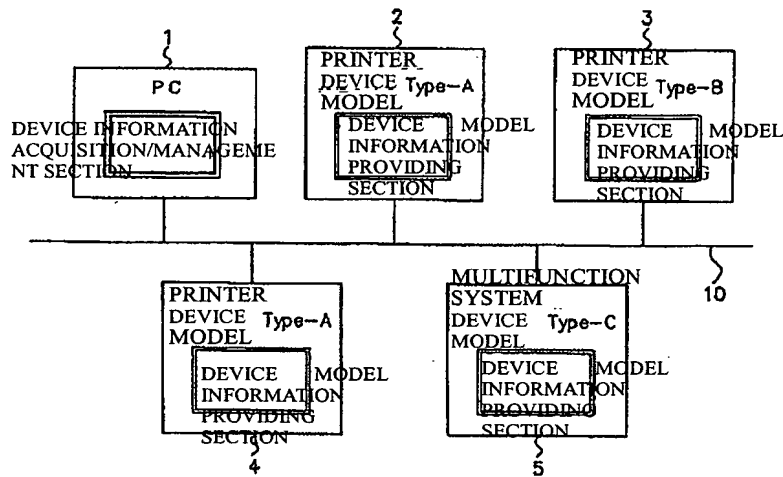 1
PC
DEVICE INFORMATION
ACQUISITION/MANAGEME
NT SECTION
2
PRINTER
DEVICE Type-A
MODEL
DEVICE MODEL
INFORMATION
PROVIDING
SECTION
3
PRINTER
DEVICE Type-B
MODEL
DEVICE MODEL
INFORMATION
PROVIDING
SECTION
10
PRINTER
DEVICE Type-A
MODEL
DEVICE MODEL
INFORMATION
PROVIDING
SECTION
4
MULTIFUNCTION
SYSTEM
DEVICE Type-C
MODEL
DEVICE MODEL
INFORMATION
PROVIDING
SECTION
5